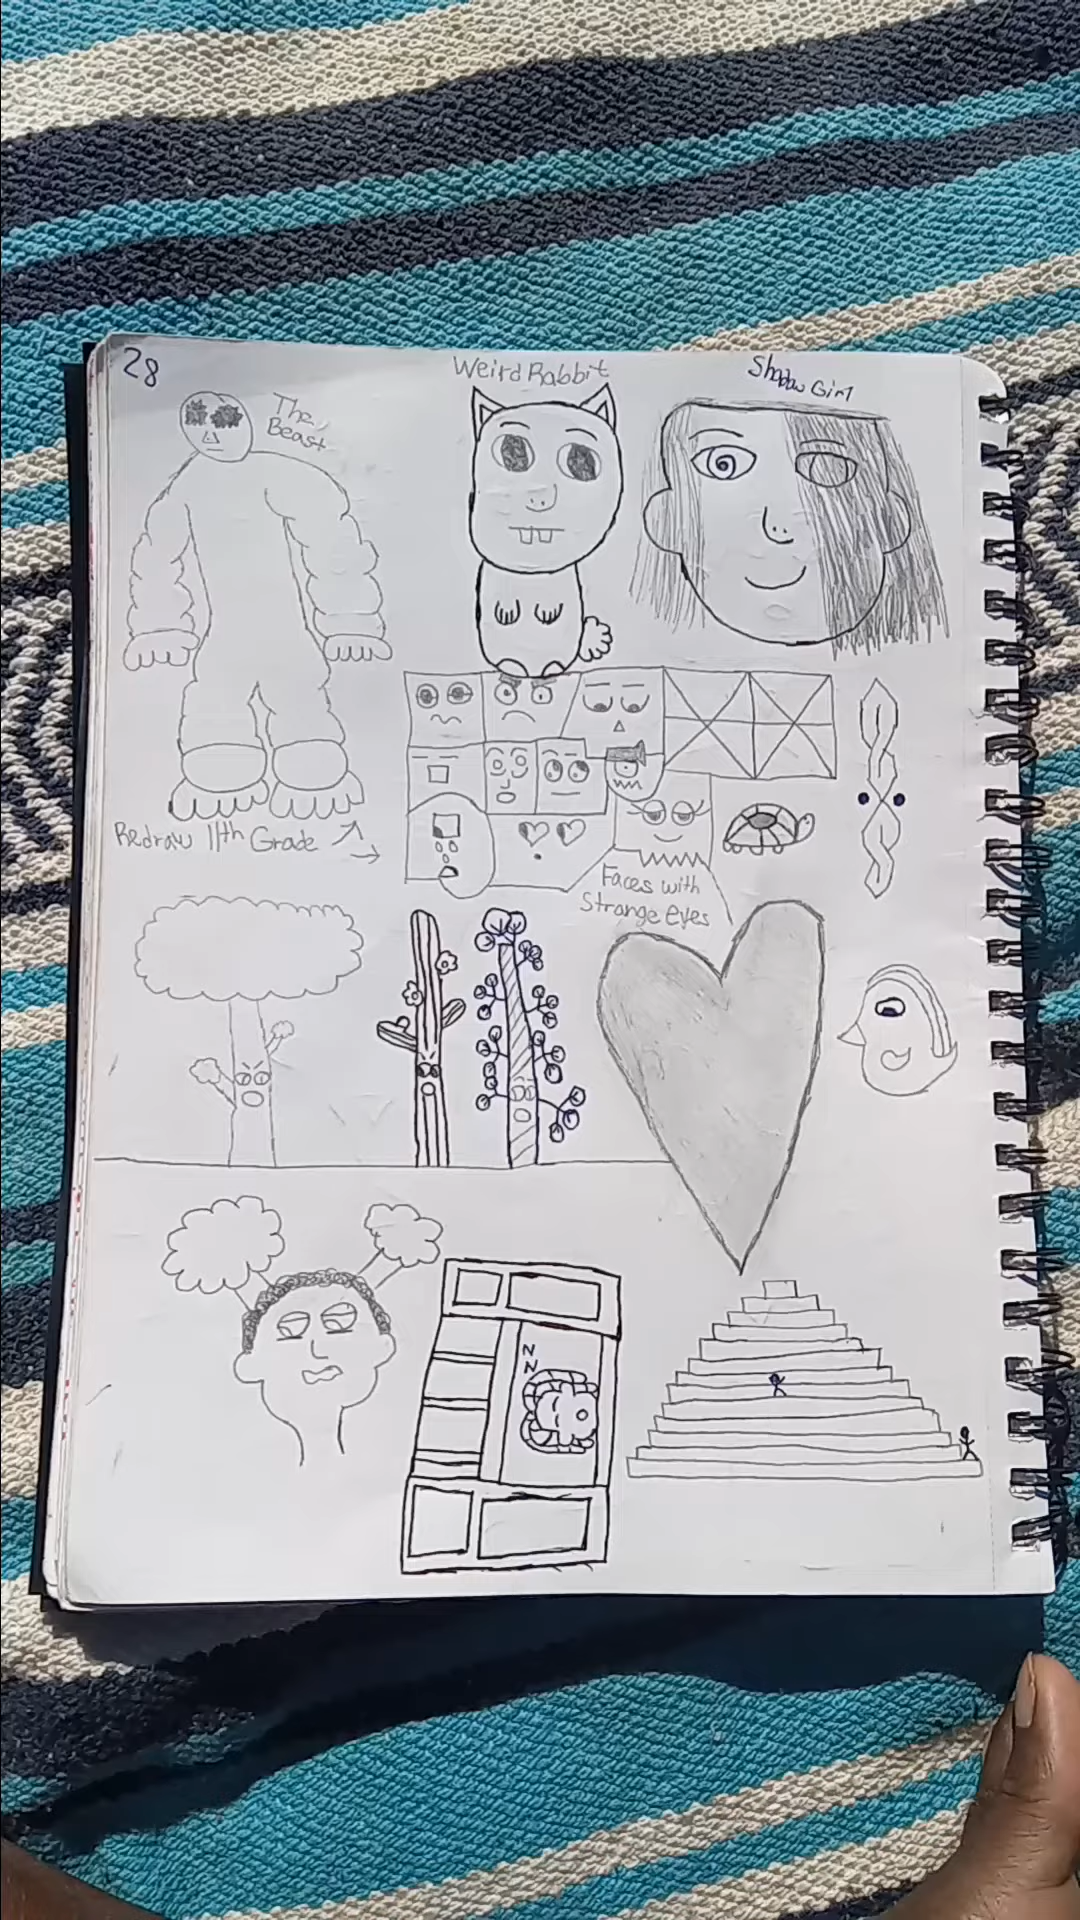 28
The
Beast
Weird Rabbit
Shadow Girl
Redraw 11th Grade
Faces with
Strange eyes
N
N